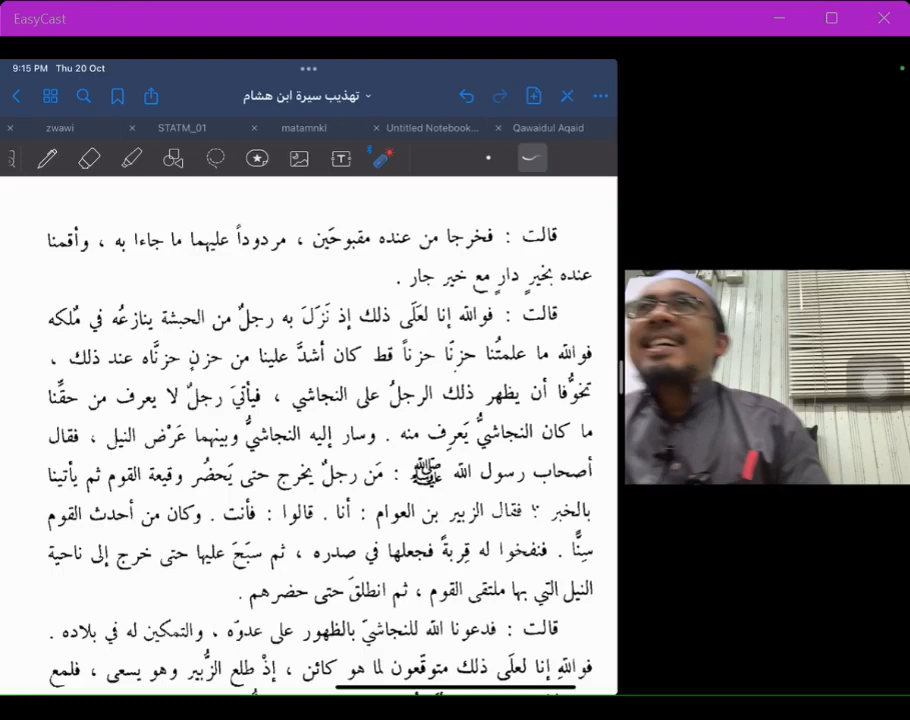 EasyCast
9:15 PM Thu 20 Oct
تهذيب سيرة ابن هشام
zwawi
STATM_01
matamnkl
Untitled Notebook...
Qawaidul Aqaid
قالت : فخرجا من عنده مقبوحَين ، مردوداً عليهما ما جاءا به ، وأقمنا
عنده بخيرِ دارٍ مع خير جار .
قالت : فوالله إنا لعَلَى ذلك إذ نَزَلَ به رجلٌ من الحبشة ينازعُه في مُلكه
فوالله ما علمتُنا حزِنّا حزناً قط كان أشدَّ علينا من حزنٍ حزنَّاه عند ذلك ،
تخوُّفا أن يظهر ذلك الرجلُ على النجاشي ، فيأتيَ رجلٌ لا يعرف من حقِّنا
ما كان النجاشيُّ يَعرِف منه . وسار إليه النجاشيُّ وبينهما عَرْض النيل ، فقال
أصحاب رسول الله ﷺ : مَن رجلٌ يخرج حتى يَحضُر وقيعة القوم ثم يأتينا
بالخبر ؟ فقال الزبير بن العوام : أنا . قالوا : فأنت . وكان من أحدث القوم
سِنًّا . فنفخوا له قِربةً فجعلها في صدره ، ثم سبَحَ عليها حتى خرج إلى ناحية
النيل التي بها ملتقى القوم ، ثم انطلقَ حتى حضرهم .
قالت : فدعونا الله للنجاشيّ بالظهور على عدوّه ، والتمكين له في بلاده .
فواللهِ إنا لعلَى ذلك متوقّعون لما هو كائن ، إذْ طلع الزُّبير وهو يسعى ، فلمع